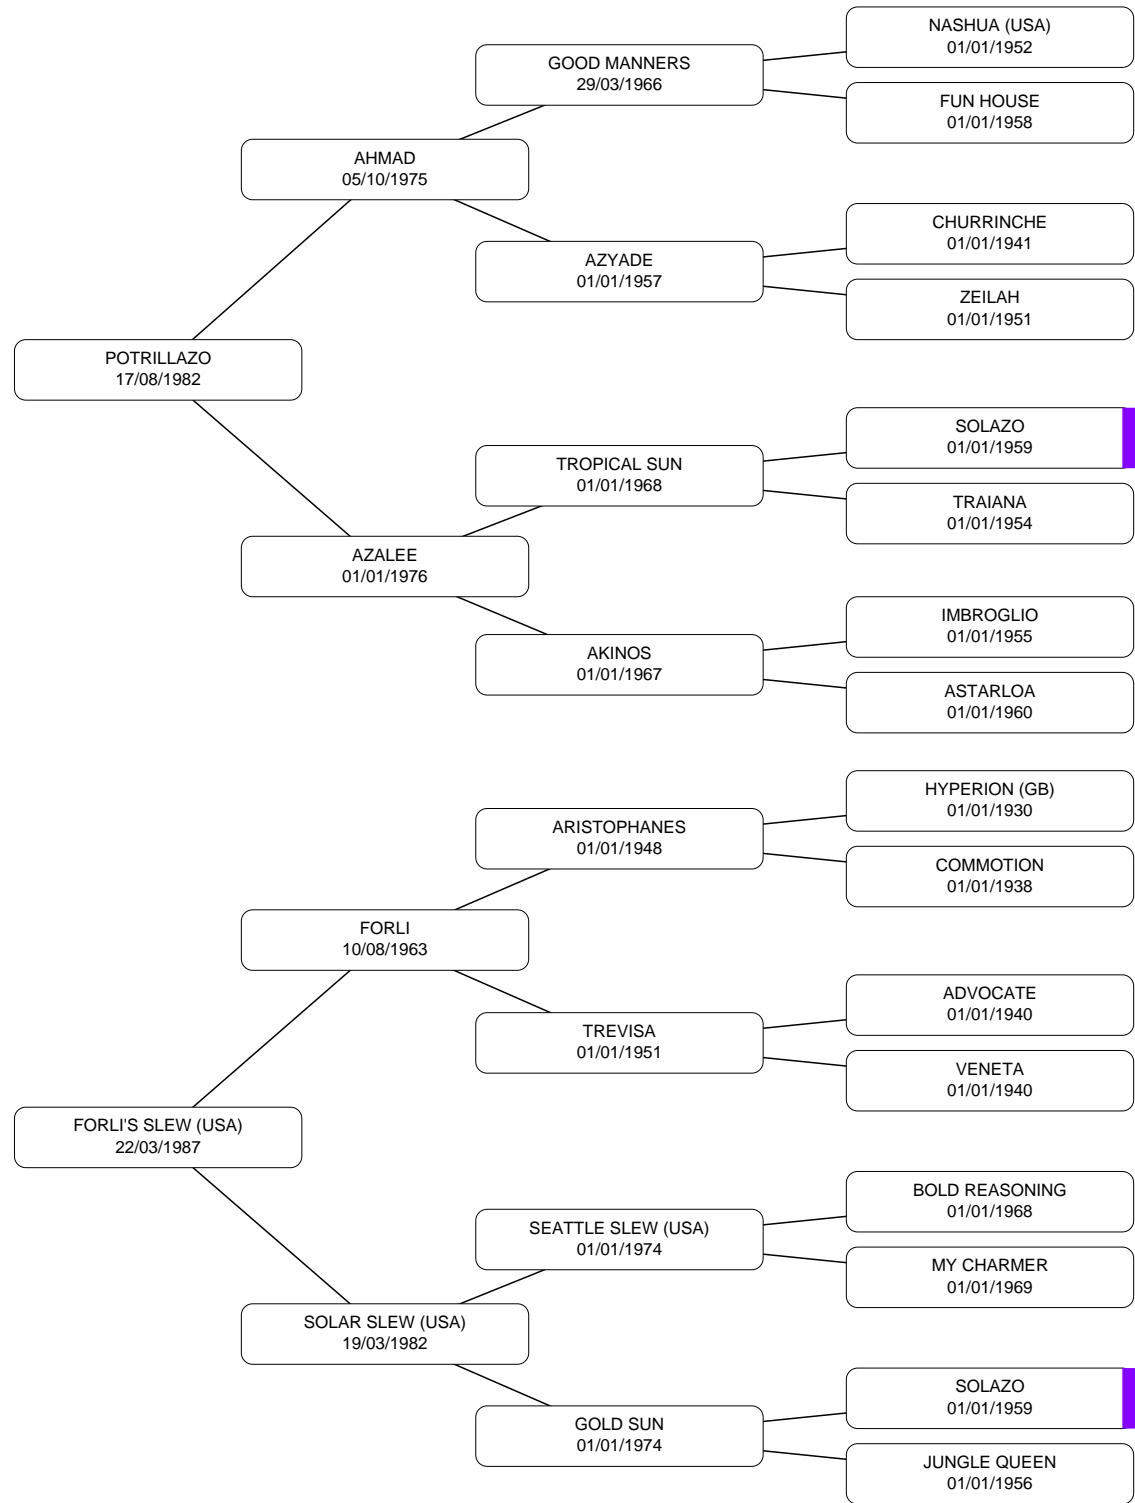 NASHUA (USA)
01/01/1952
GOOD MANNERS
29/03/1966
FUN HOUSE
01/01/1958
AHMAD
05/10/1975
CHURRINCHE
01/01/1941
AZYADE
01/01/1957
ZEILAH
01/01/1951
POTRILLAZO
17/08/1982
SOLAZO
01/01/1959
TROPICAL SUN
01/01/1968
TRAIANA
01/01/1954
AZALEE
01/01/1976
IMBROGLIO
01/01/1955
AKINOS
01/01/1967
ASTARLOA
01/01/1960
HYPERION (GB)
01/01/1930
ARISTOPHANES
01/01/1948
COMMOTION
01/01/1938
FORLI
10/08/1963
ADVOCATE
01/01/1940
TREVISA
01/01/1951
VENETA
01/01/1940
FORLI'S SLEW (USA)
22/03/1987
BOLD REASONING
01/01/1968
SEATTLE SLEW (USA)
01/01/1974
MY CHARMER
01/01/1969
SOLAR SLEW (USA)
19/03/1982
SOLAZO
01/01/1959
GOLD SUN
01/01/1974
JUNGLE QUEEN
01/01/1956